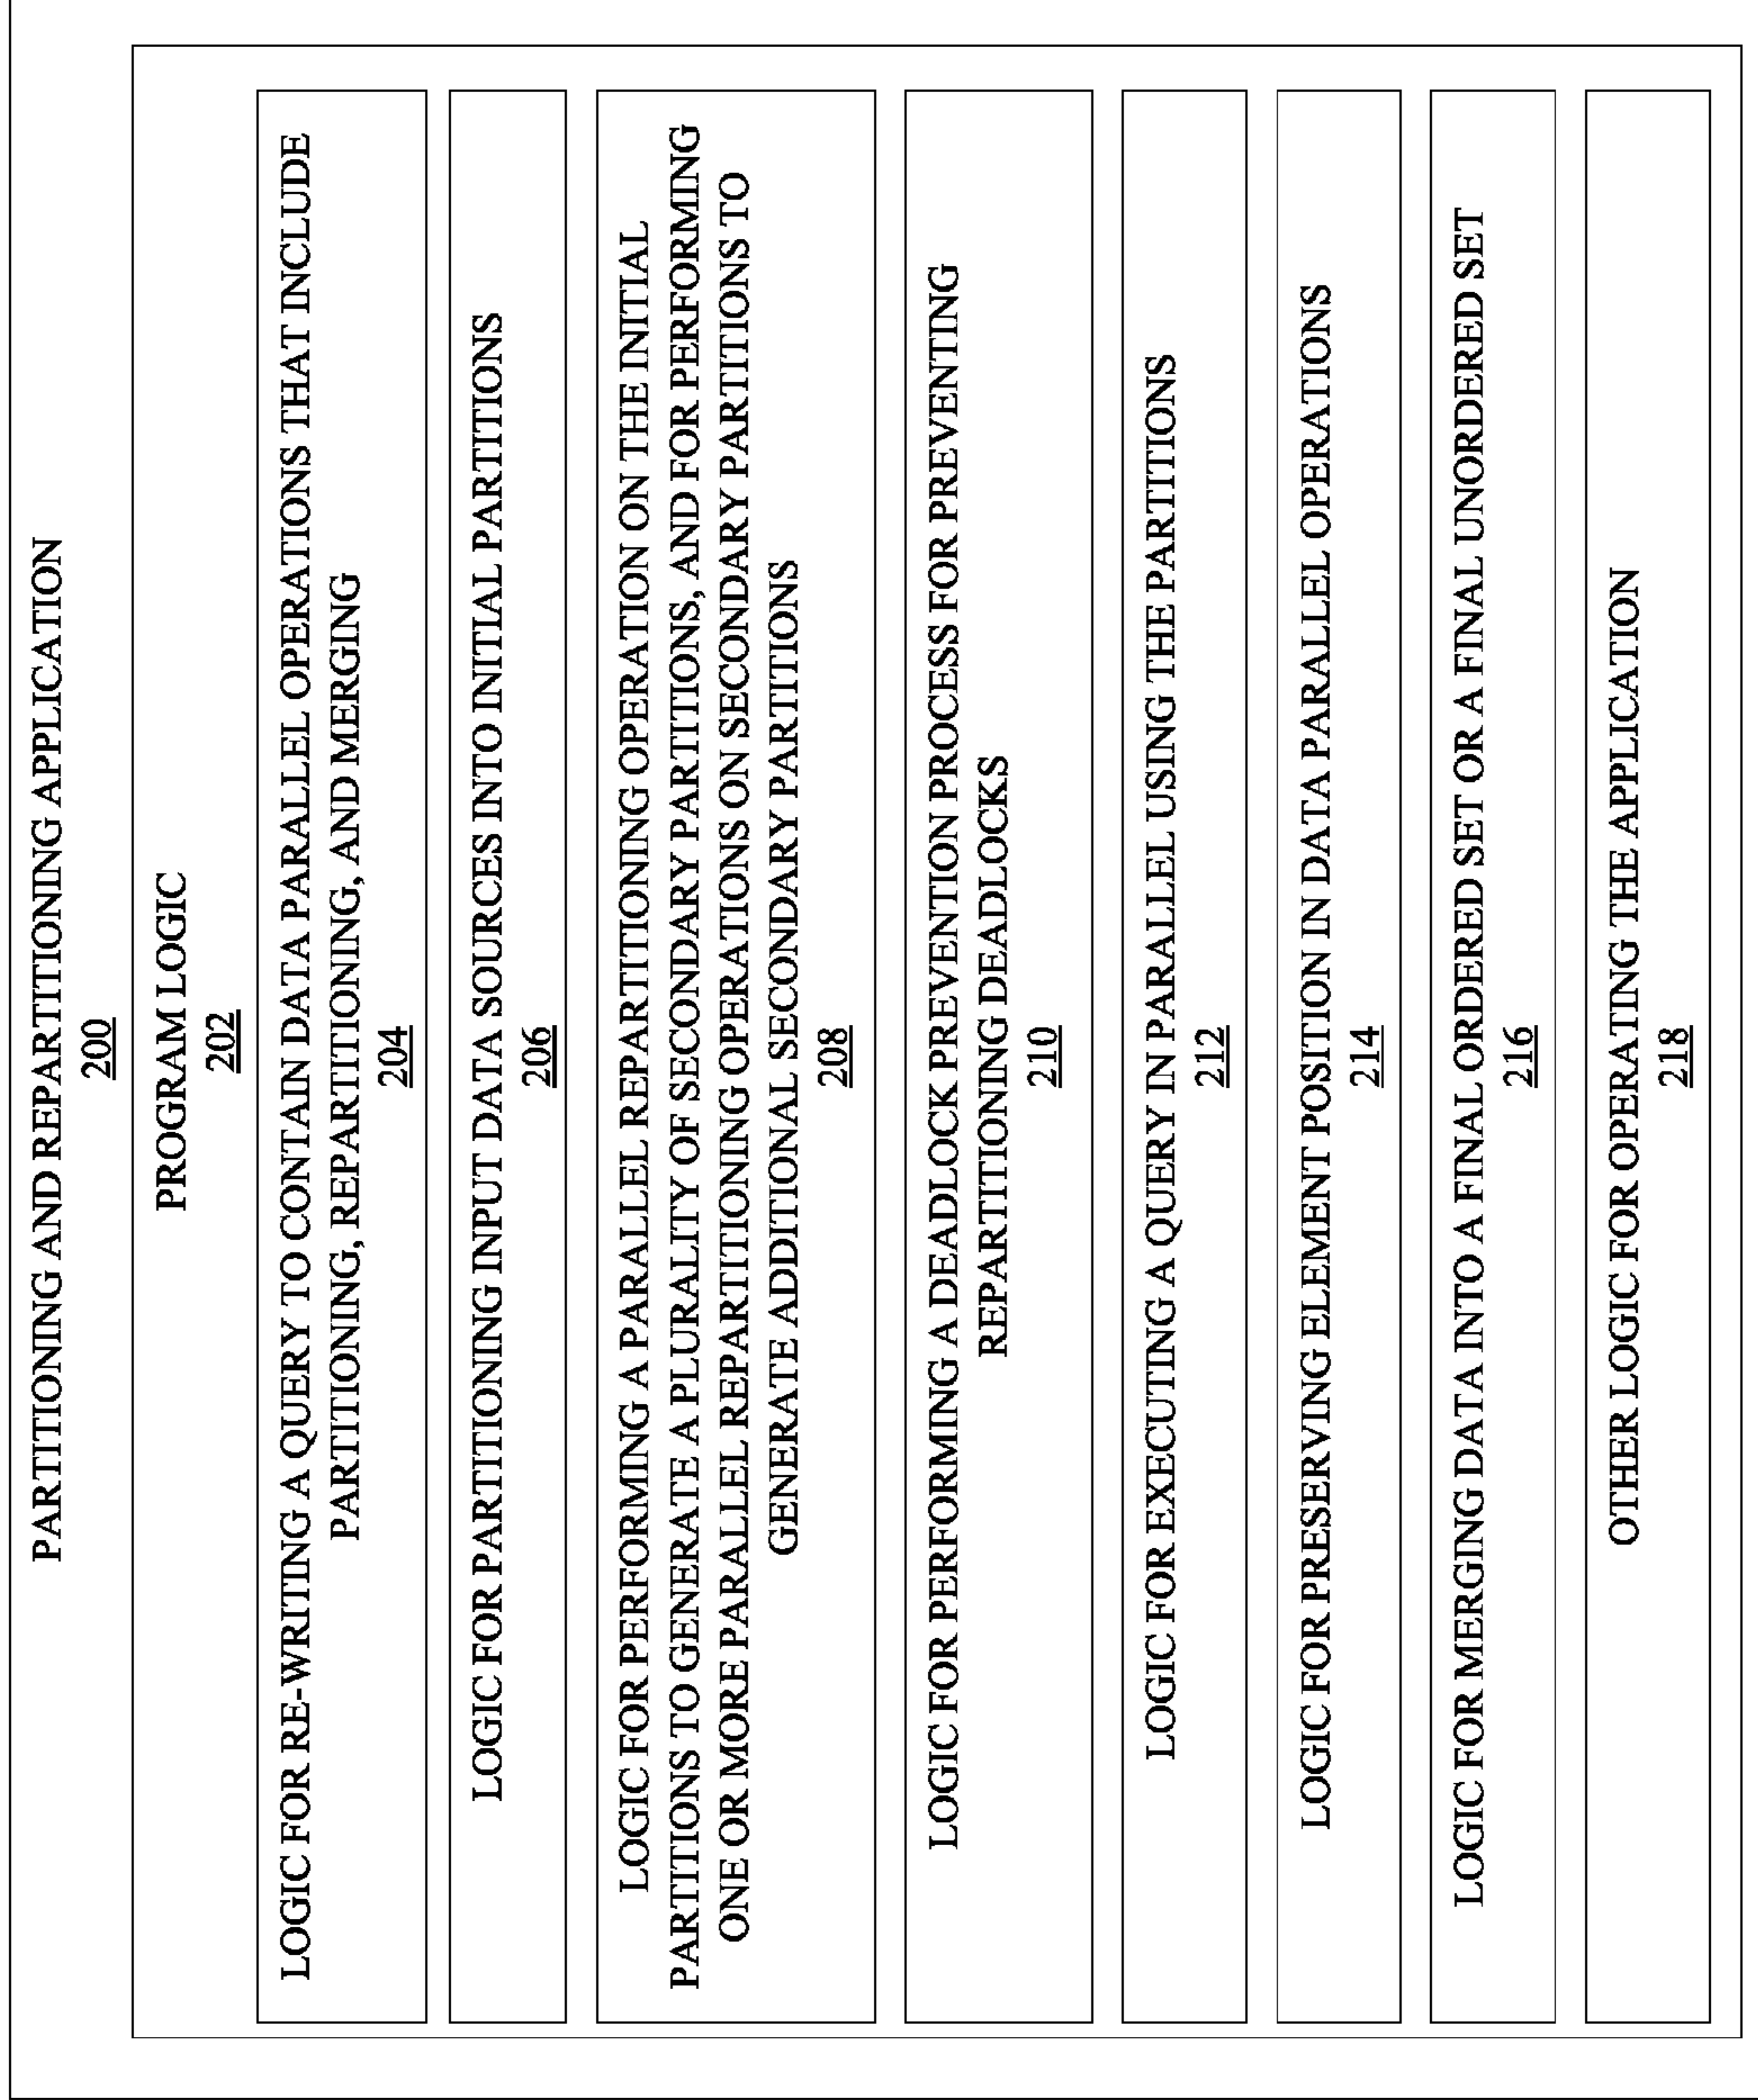 PARTITIONING AND REPARTITIONING APPLICATION
200
PROGRAM LOGIC
202
LOGIC FOR RE-WRITING A QUERY TO CONTAIN DATA PARALLEL OPERATIONS THAT INCLUDE
PARTITIONING, REPARTITIONING, AND MERGING
204
LOGIC FOR PARTITIONING INPUT DATA SOURCES INTO INITIAL PARTITIONS
206
LOGIC FOR PERFORMING A PARALLEL REPARTITIONING OPERATION ON THE INITIAL
PARTITIONS TO GENERATE A PLURALITY OF SECONDARY PARTITIONS, AND FOR PERFORMING
ONE OR MORE PARALLEL REPARTITIONING OPERATIONS ON SECONDARY PARTITIONS TO
GENERATE ADDITIONAL SECONDARY PARTITIONS
208
LOGIC FOR PERFORMING A DEADLOCK PREVENTION PROCESS FOR PREVENTING
REPARTITIONING DEADLOCKS
210
LOGIC FOR EXECUTING A QUERY IN PARALLEL USING THE PARTITIONS
212
LOGIC FOR PRESERVING ELEMENT POSITION IN DATA PARALLEL OPERATIONS
214
LOGIC FOR MERGING DATA INTO A FINAL ORDERED SET OR A FINAL UNORDERED SET
216
OTHER LOGIC FOR OPERATING THE APPLICATION
218